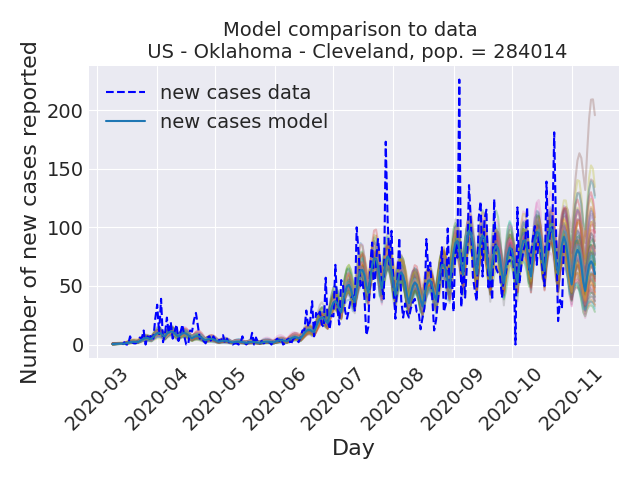 Model comparison to data
US - Oklahoma - Cleveland, pop. = 284014
new cases data
new cases model
Number of new cases reported
200
150
100
50
0
2020-03
2020-04
2020-05
2020-06
2020-07
2020-08
2020-09
2020-10
2020-11
Day